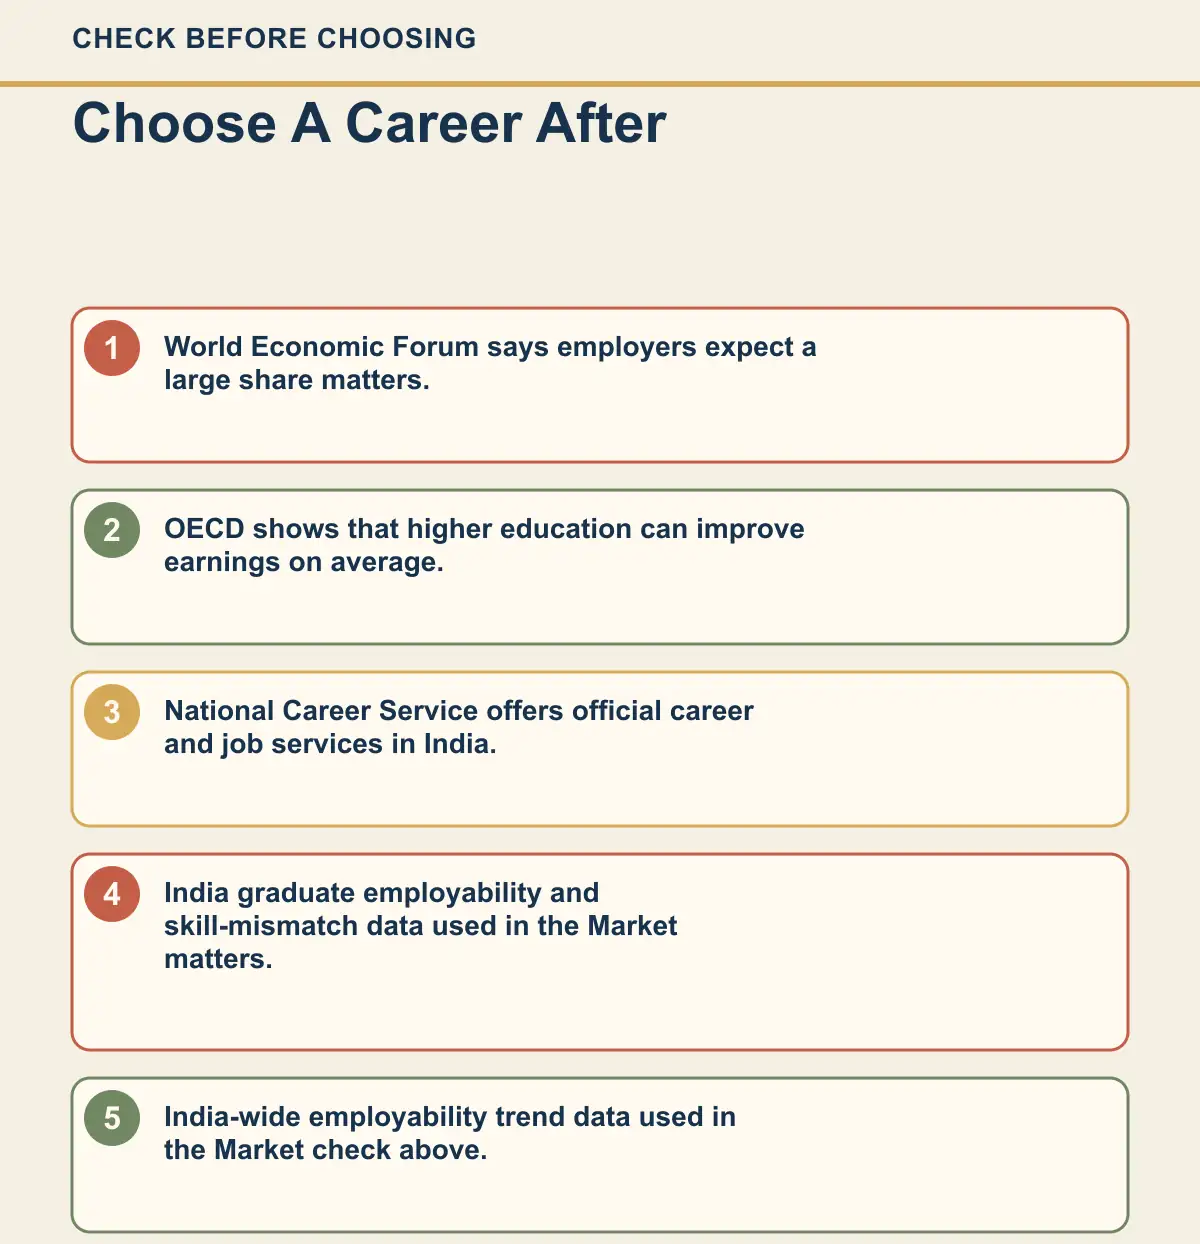 CHECK BEFORE CHOOSING
Choose A Career After
1
World Economic Forum says employers expect a
large share matters.
2
OECD shows that higher education can improve
earnings on average.
3
National Career Service offers official career
and job services in India.
4
India graduate employability and
skill-mismatch data used in the Market
matters.
5
India-wide employability trend data used in
the Market check above.